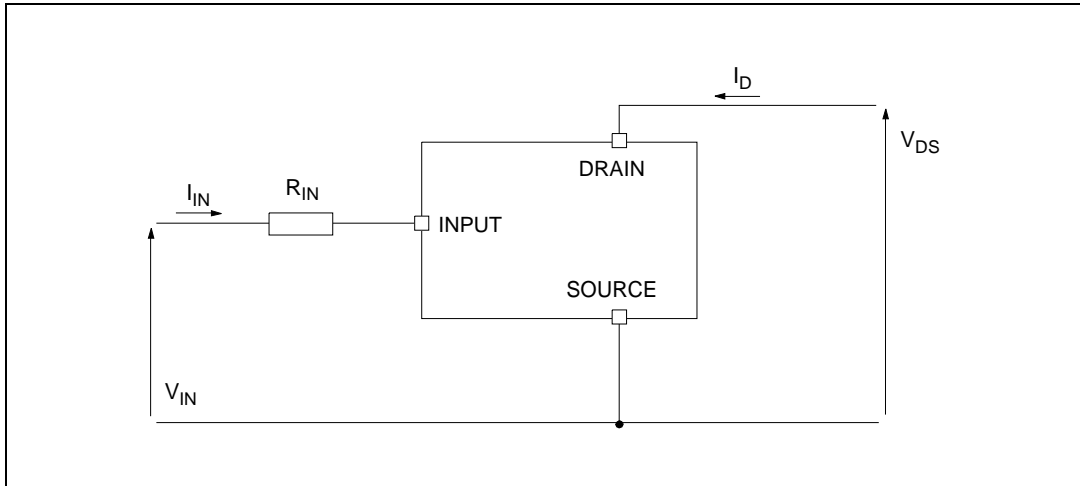 I_D
V_DS
DRAIN
I_IN
R_IN
INPUT
SOURCE
V_IN